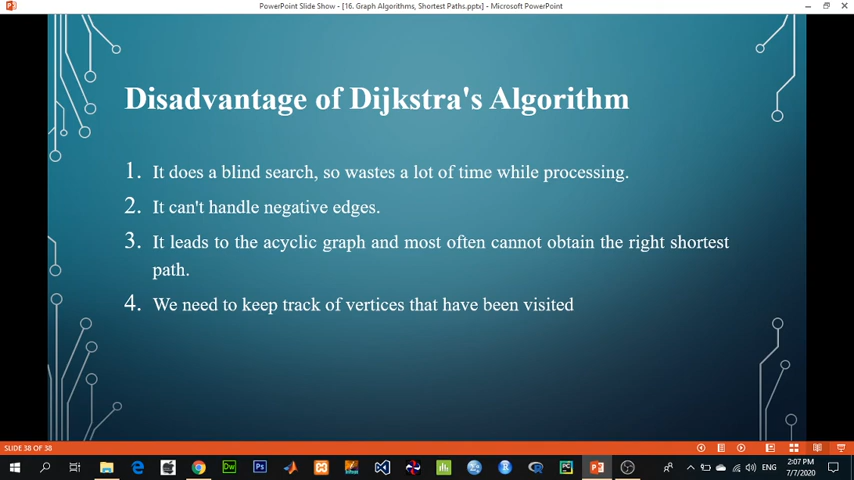 PowerPoint Slide Show - [16. Graph Algorithms, Shortest Paths.pptx] - Microsoft PowerPoint
Disadvantage of Dijkstra's Algorithm
1. It does a blind search, so wastes a lot of time while processing.
2. It can't handle negative edges.
3. It leads to the acyclic graph and most often cannot obtain the right shortest
path.
4. We need to keep track of vertices that have been visited
SLIDE 38 OF 38
Dw
Ps
PC
ENG
2:07 PM
7/7/2020